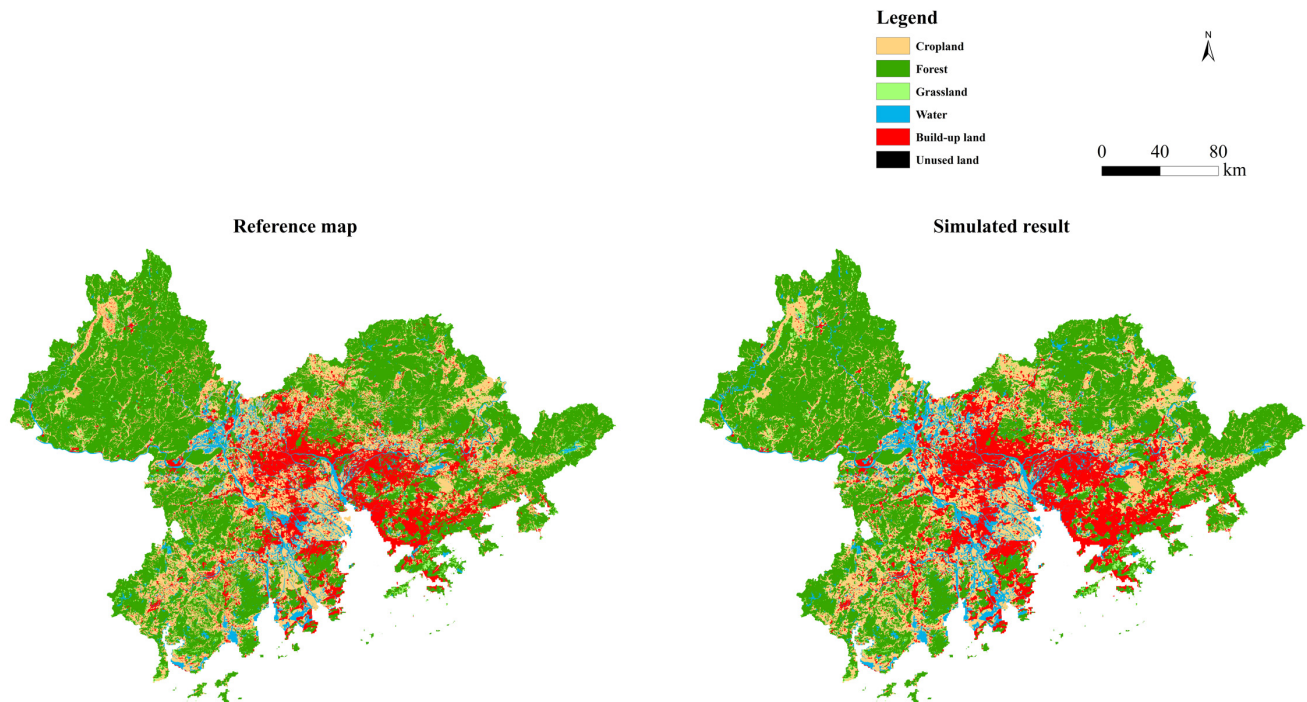 Legend
Cropland
Forest
Grassland
Water
Build-up land
Unused land
N
0 40 80
km
Reference map
Simulated result